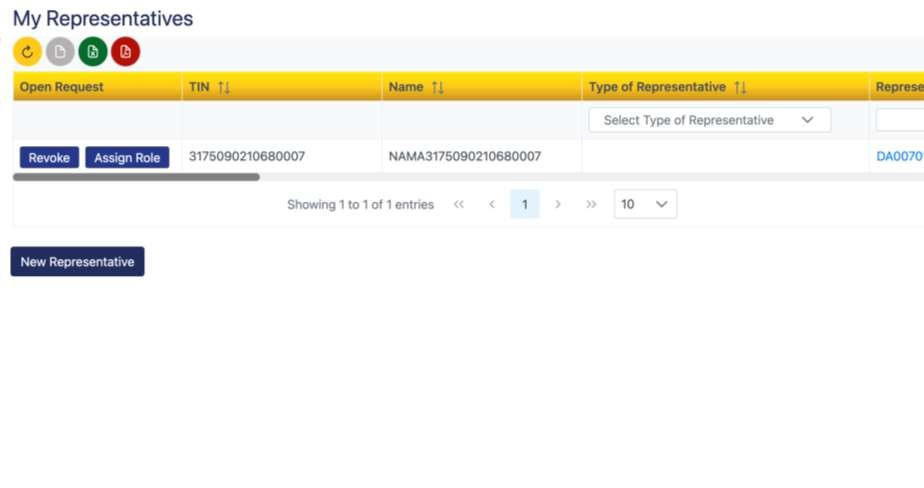 My Representatives
Open Request TIN Name Type of Representative Represe
Select Type of Representative
Revoke Assign Role 3175090210680007 NAMA3175090210680007 DA0070
Showing 1 to 1 of 1 entries << < 1 > >> 10
New Representative